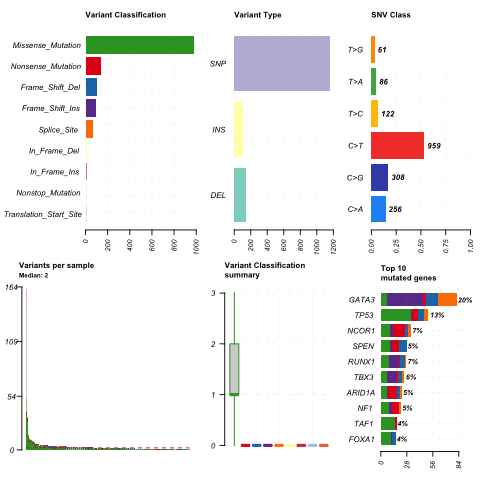 Variant Classification
Missense_Mutation
Nonsense_Mutation
Frame_Shift_Del
Frame_Shift_Ins
Splice_Site
In_Frame_Del
In_Frame_Ins
Nonstop_Mutation
Translation_Start_Site
0
200
400
600
800
1000
Variant Type
SNP
INS
DEL
0
200
400
600
800
1000
1200
SNV Class
T>G 61
T>A 86
T>C 122
C>T 959
C>G 308
C>A 256
0.00
0.25
0.50
0.75
1.00
Variants per sample
Median: 2
164
109
54
0
Variant Classification
summary
3
2
1
0
Top 10
mutated genes
GATA3 20%
TP53 13%
NCOR1 7%
SPEN 5%
RUNX1 7%
TBX3 6%
ARID1A 5%
NF1 5%
TAF1 4%
FOXA1 4%
0
28
56
84